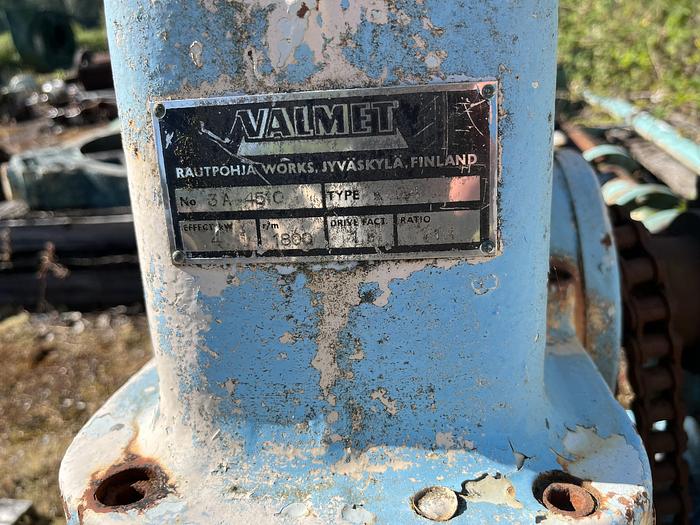 VALMET
RAUTPOHJA WORKS, JYVÄSKYLÄ, FINLAND
No 3A 4510 TYPE
EFFECT kW r/m DRIVE FACT. RATIO
4 1800